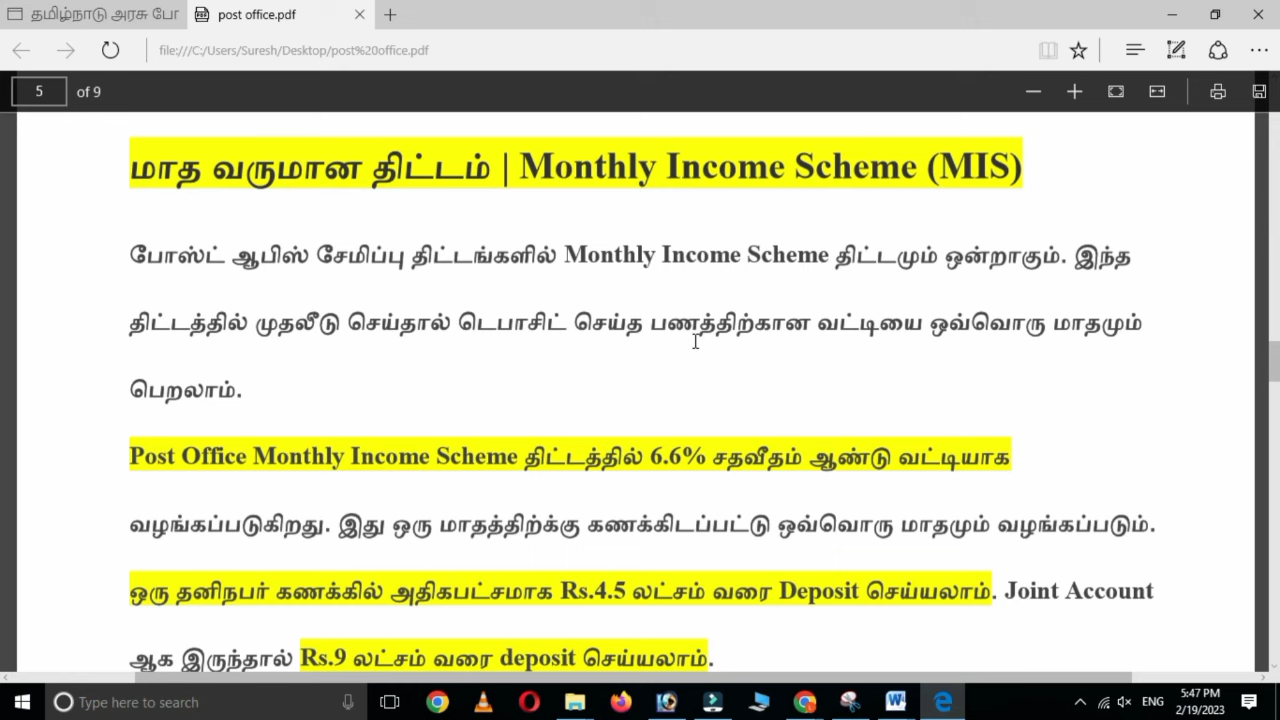 தமிழ்நாடு அரசு போ
post office.pdf
file:///C:/Users/Suresh/Desktop/post%20office.pdf
5 of 9
மாத வருமான திட்டம் | Monthly Income Scheme (MIS)
போஸ்ட் ஆபிஸ் சேமிப்பு திட்டங்களில் Monthly Income Scheme திட்டமும் ஒன்றாகும். இந்த
திட்டத்தில் முதலீடு செய்தால் டெபாசிட் செய்த பணத்திற்கான வட்டியை ஒவ்வொரு மாதமும்
பெறலாம்.
Post Office Monthly Income Scheme திட்டத்தில் 6.6% சதவீதம் ஆண்டு வட்டியாக
வழங்கப்படுகிறது. இது ஒரு மாதத்திற்க்கு கணக்கிடப்பட்டு ஒவ்வொரு மாதமும் வழங்கப்படும்.
ஒரு தனிநபர் கணக்கில் அதிகபட்சமாக Rs.4.5 லட்சம் வரை Deposit செய்யலாம். Joint Account
ஆக இருந்தால் Rs.9 லட்சம் வரை deposit செய்யலாம்.
Type here to search
ENG
5:47 PM
2/19/2023